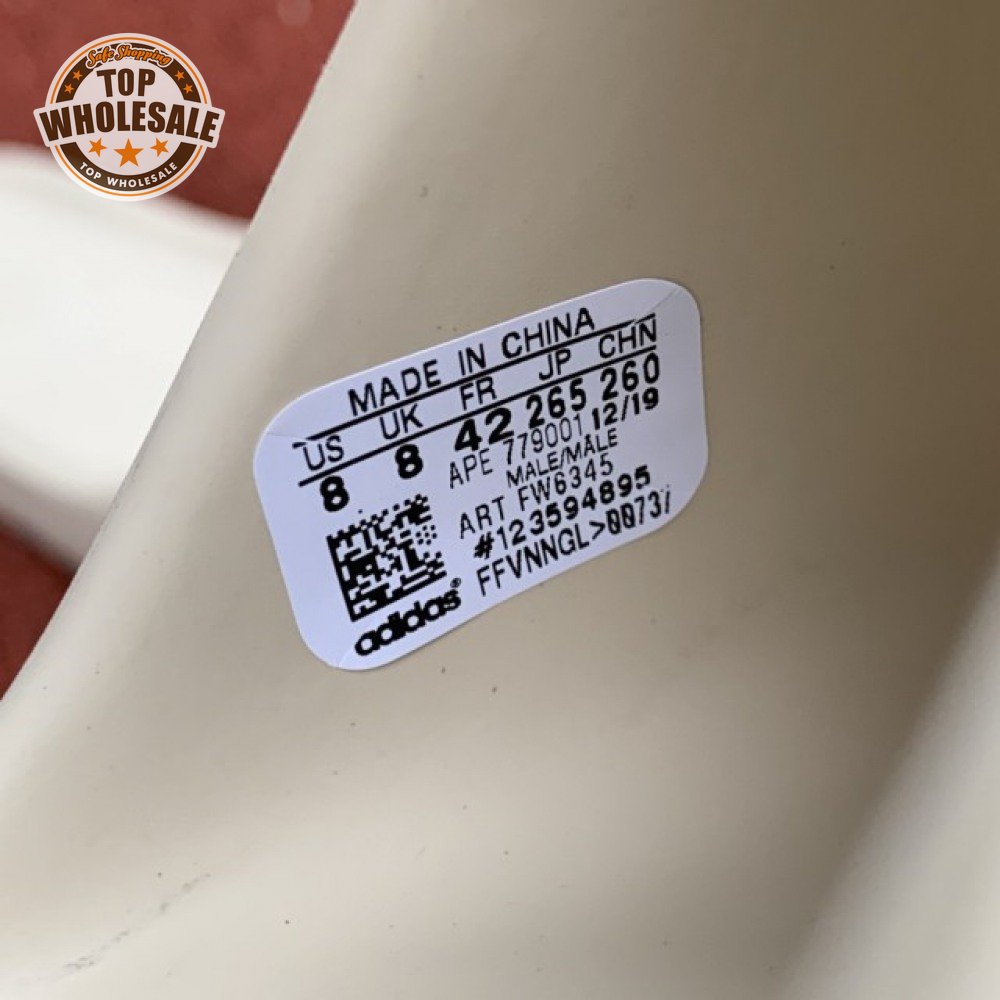 Safe Shopping
TOP
WHOLESALE
TOP WHOLESALE
MADE IN CHINA
US UK FR JP CHN
8 8 42 265 260
APE 779001 12/19
MALE/MALE
ART FW6345
#123594895
FFVNNGL>0073/
adidas®